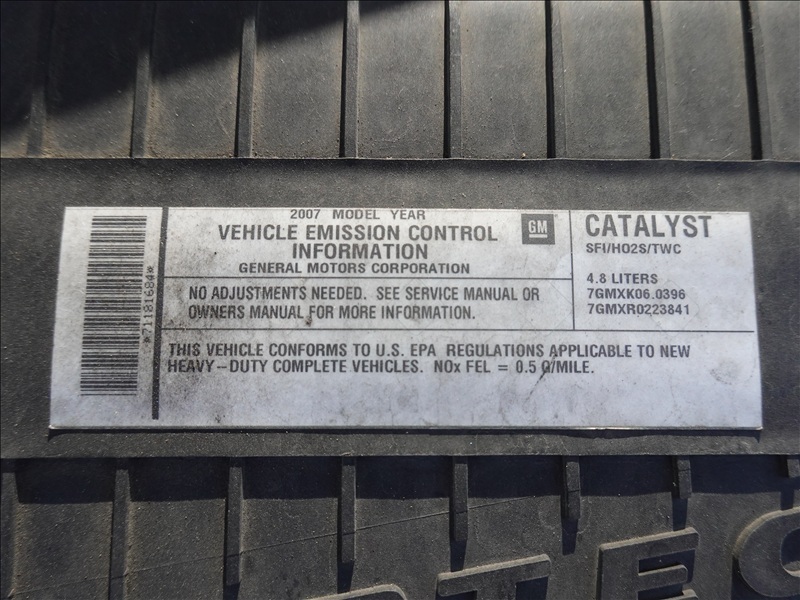 *71181684*
2007 MODEL YEAR
VEHICLE EMISSION CONTROL
INFORMATION
GENERAL MOTORS CORPORATION
GM
CATALYST
SFI/HO2S/TWC
4.8 LITERS
7GMXK06.0396
7GMXR0223841
NO ADJUSTMENTS NEEDED. SEE SERVICE MANUAL OR
OWNERS MANUAL FOR MORE INFORMATION.
THIS VEHICLE CONFORMS TO U.S. EPA REGULATIONS APPLICABLE TO NEW
HEAVY-DUTY COMPLETE VEHICLES. NOx FEL = 0.5 G/MILE.